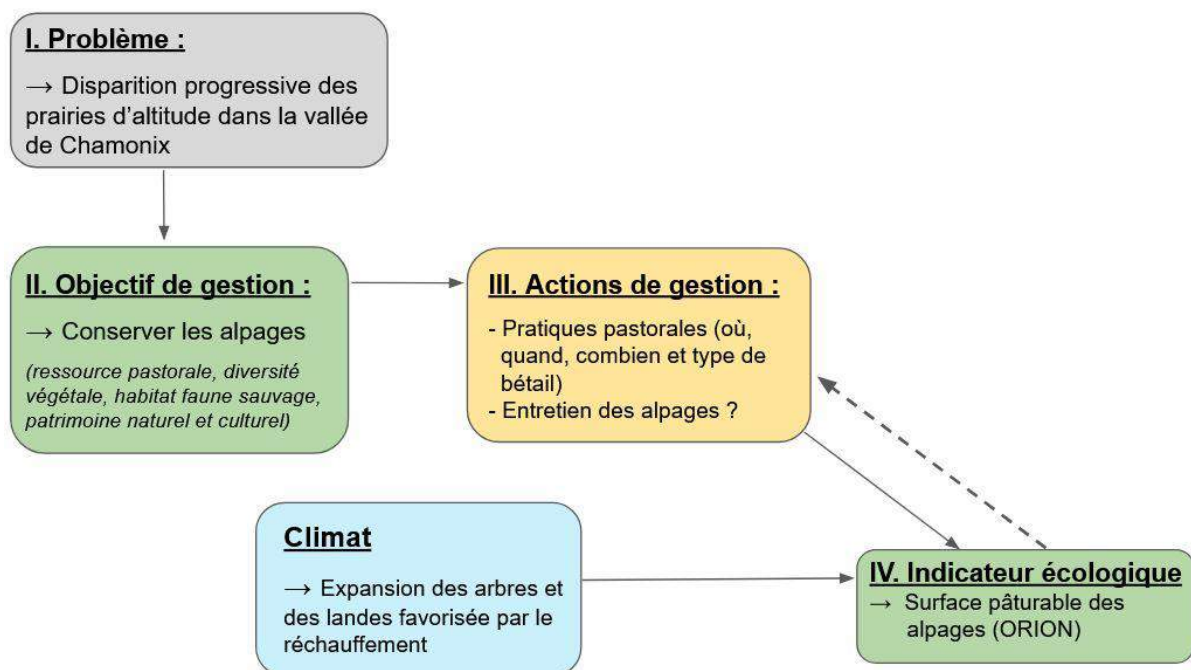 I. Problème :
→ Disparition progressive des
prairies d’altitude dans la vallée
de Chamonix
II. Objectif de gestion :
→ Conserver les alpages
(ressource pastorale, diversité
végétale, habitat faune sauvage,
patrimoine naturel et culturel)
III. Actions de gestion :
- Pratiques pastorales (où,
quand, combien et type de
bétail)
- Entretien des alpages ?
Climat
→ Expansion des arbres et
des landes favorisée par le
réchauffement
IV. Indicateur écologique
→ Surface pâturable des
alpages (ORION)